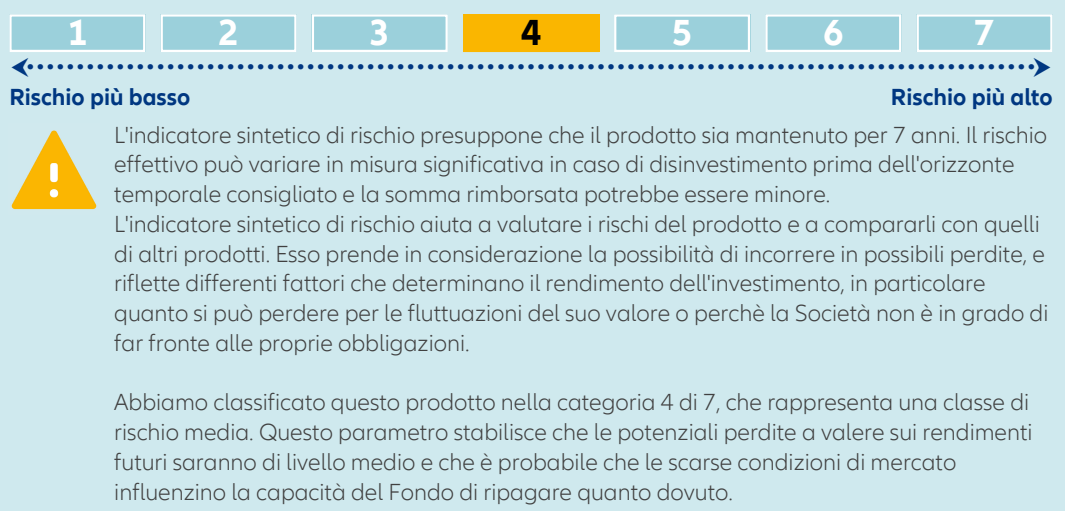 1 2 3 4 5 6 7
Rischio più basso Rischio più alto
L'indicatore sintetico di rischio presuppone che il prodotto sia mantenuto per 7 anni. Il rischio
effettivo può variare in misura significativa in caso di disinvestimento prima dell'orizzonte
temporale consigliato e la somma rimborsata potrebbe essere minore.
L'indicatore sintetico di rischio aiuta a valutare i rischi del prodotto e a compararli con quelli
di altri prodotti. Esso prende in considerazione la possibilità di incorrere in possibili perdite, e
riflette differenti fattori che determinano il rendimento dell'investimento, in particolare
quanto si può perdere per le fluttuazioni del suo valore o perchè la Società non è in grado di
far fronte alle proprie obbligazioni.
Abbiamo classificato questo prodotto nella categoria 4 di 7, che rappresenta una classe di
rischio media. Questo parametro stabilisce che le potenziali perdite a valere sui rendimenti
futuri saranno di livello medio e che è probabile che le scarse condizioni di mercato
influenzino la capacità del Fondo di ripagare quanto dovuto.